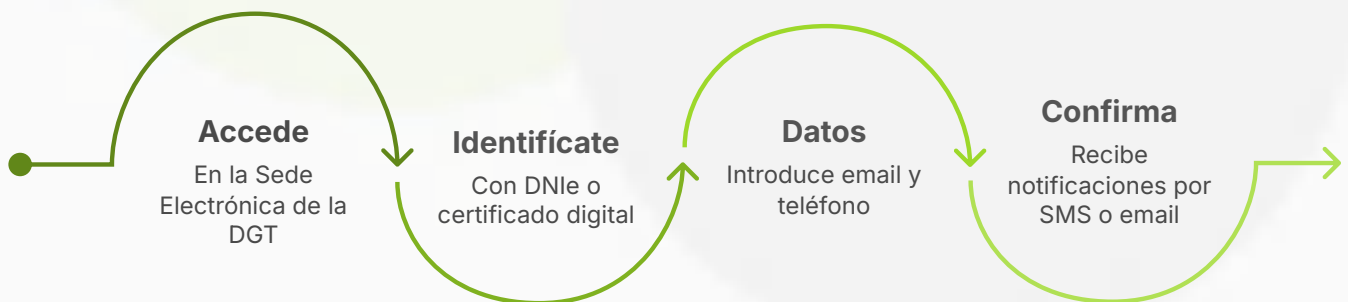 Accede
En la Sede
Electrónica de la
DGT
Identifícate
Con DNIe o
certificado digital
Datos
Introduce email y
teléfono
Confirma
Recibe
notificaciones por
SMS o email